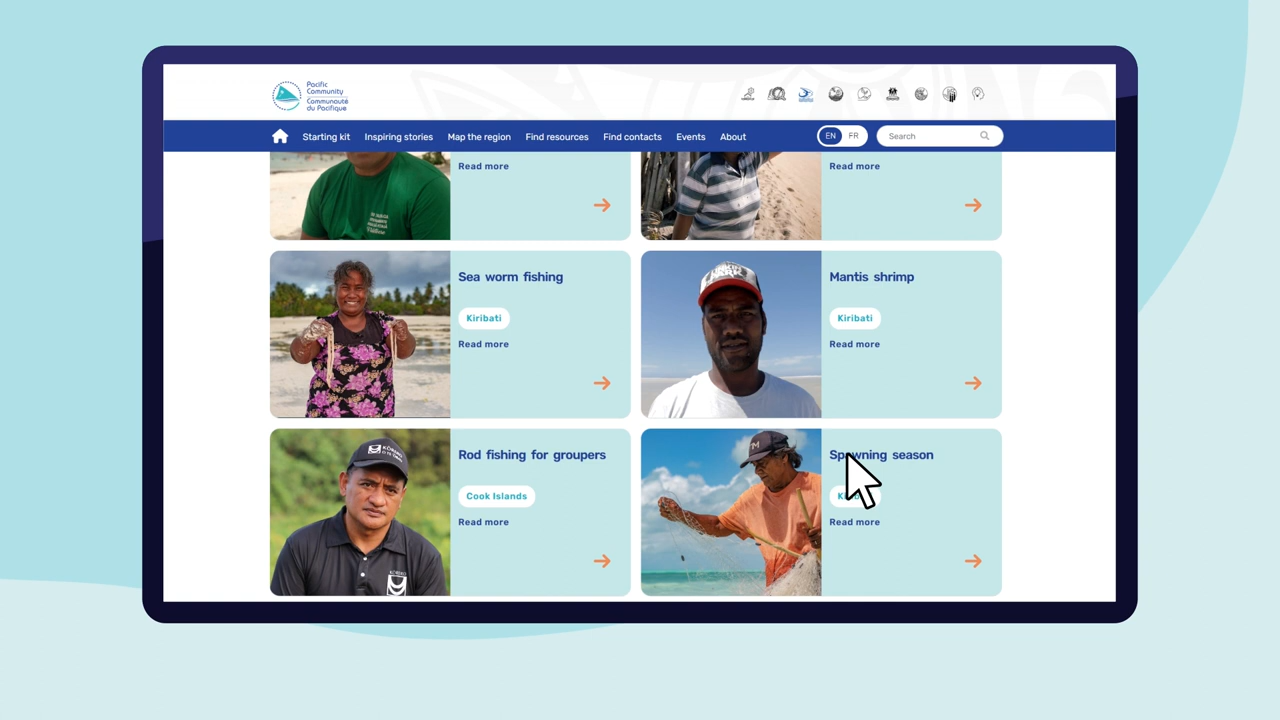 Pacific
Community
Communauté
du Pacifique
Starting kit
Inspiring stories
Map the region
Find resources
Find contacts
Events
About
EN
FR
Search
Read more
Read more
Sea worm fishing
Kiribati
Read more
Mantis shrimp
Kiribati
Read more
Rod fishing for groupers
Cook Islands
Read more
Spawning season
Read more